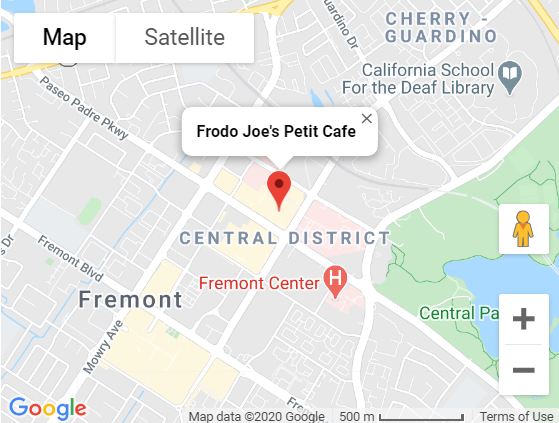 Map
Satellite
Guardino Dr
CHERRY -
GUARDINO
California School
For the Deaf Library
Paseo Padre Pkwy
Frodo Joe's Petit Cafe
CENTRAL DISTRICT
s Dr
Fremont Blvd
Fremont Center
H
Fremont
Central Pa
Mowry Ave
Google
Map data ©2020 Google
500 m
Terms of Use